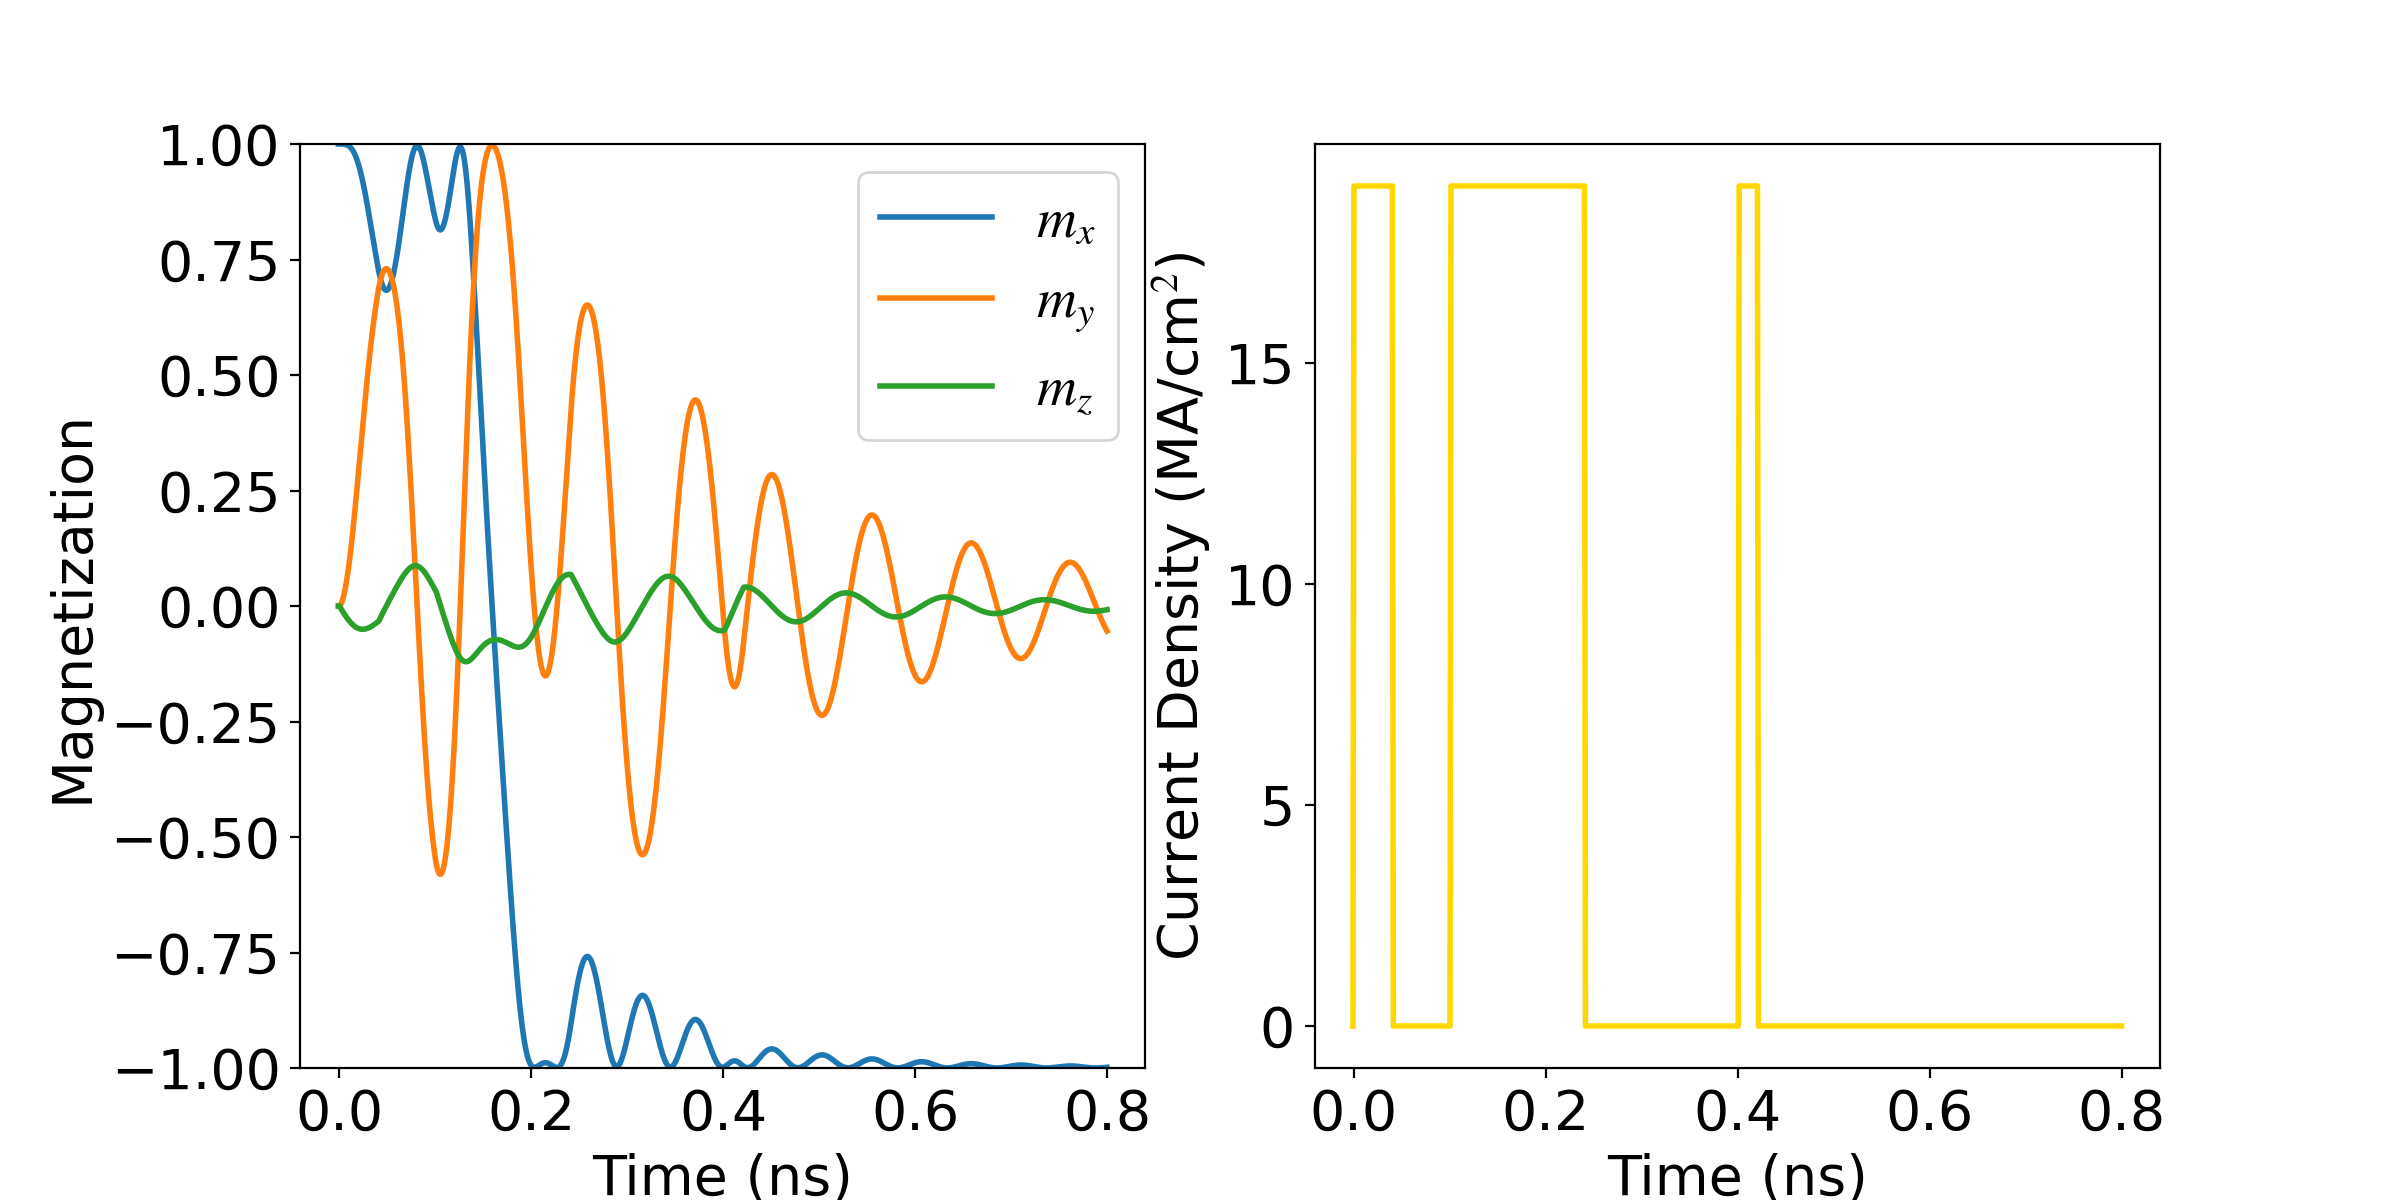 Magnetization
1.00
0.75
0.50
0.25
0.00
−0.25
−0.50
−0.75
−1.00
0.0 0.2 0.4 0.6 0.8
Time (ns)
m_x
m_y
m_z
Current Density (MA/cm²)
15
10
5
0
0.0 0.2 0.4 0.6 0.8
Time (ns)